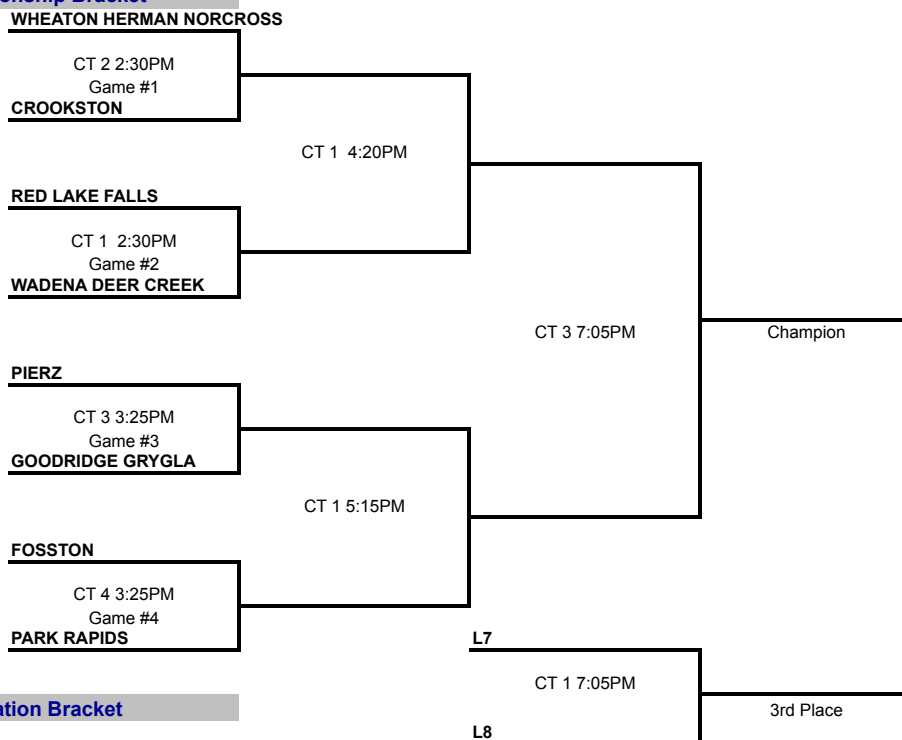 Bracket
WHEATON HERMAN NORCROSS
CT 2 2:30PM
Game #1
CROOKSTON
CT 1 4:20PM
RED LAKE FALLS
CT 1 2:30PM
Game #2
WADENA DEER CREEK
CT 3 7:05PM
Champion
PIERZ
CT 3 3:25PM
Game #3
GOODRIDGE GRYGLA
CT 1 5:15PM
FOSSTON
CT 4 3:25PM
Game #4
PARK RAPIDS
L7
CT 1 7:05PM
3rd Place
ation Bracket
L8